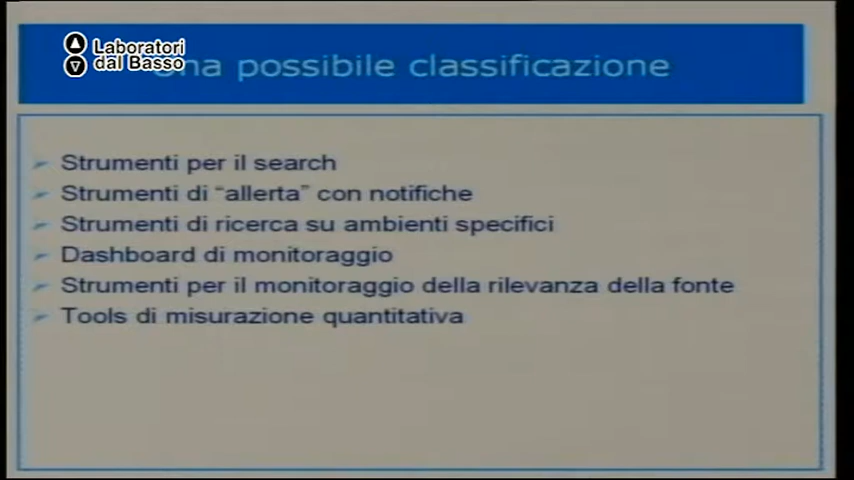 Laboratori
dal Basso
Una possibile classificazione
Strumenti per il search
Strumenti di “allerta” con notifiche
Strumenti di ricerca su ambienti specifici
Dashboard di monitoraggio
Strumenti per il monitoraggio della rilevanza della fonte
Tools di misurazione quantitativa